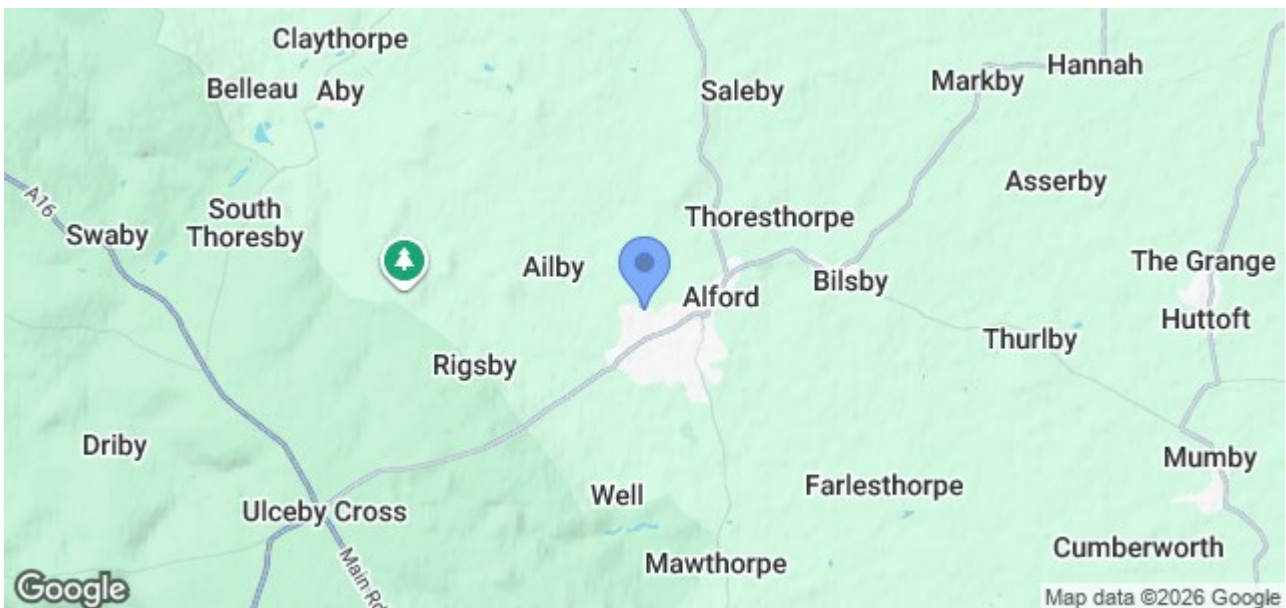 Claythorpe
Hannah
Markby
Belleau
Aby
Saleby
Asserby
A16
South
Thoresby
Thoresthorpe
Swaby
Ailby
The Grange
Bilsby
Alford
Huttoft
Thurlby
Rigsby
Driby
Mumby
Farlesthorpe
Well
Ulceby Cross
Cumberworth
Mawthorpe
Main Rd
Google
Map data ©2026 Google